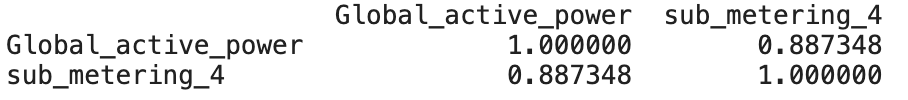 Global_active_power sub_metering_4
Global_active_power 1.000000 0.887348
sub_metering_4 0.887348 1.000000